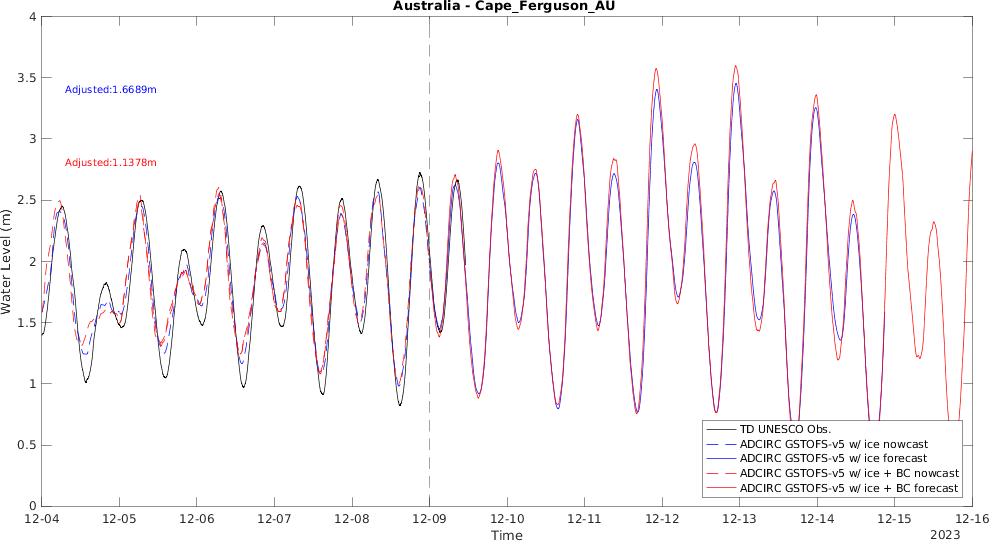 Australia - Cape_Ferguson_AU
4
3.5
3
2.5
2
1.5
1
0.5
0
Water Level (m)
Adjusted:1.6689m
Adjusted:1.1378m
TD UNESCO Obs.
ADCIRC GSTOFS-v5 w/ ice nowcast
ADCIRC GSTOFS-v5 w/ ice forecast
ADCIRC GSTOFS-v5 w/ ice + BC nowcast
ADCIRC GSTOFS-v5 w/ ice + BC forecast
12-04 12-05 12-06 12-07 12-08 12-09 12-10 12-11 12-12 12-13 12-14 12-15 12-16
Time
2023